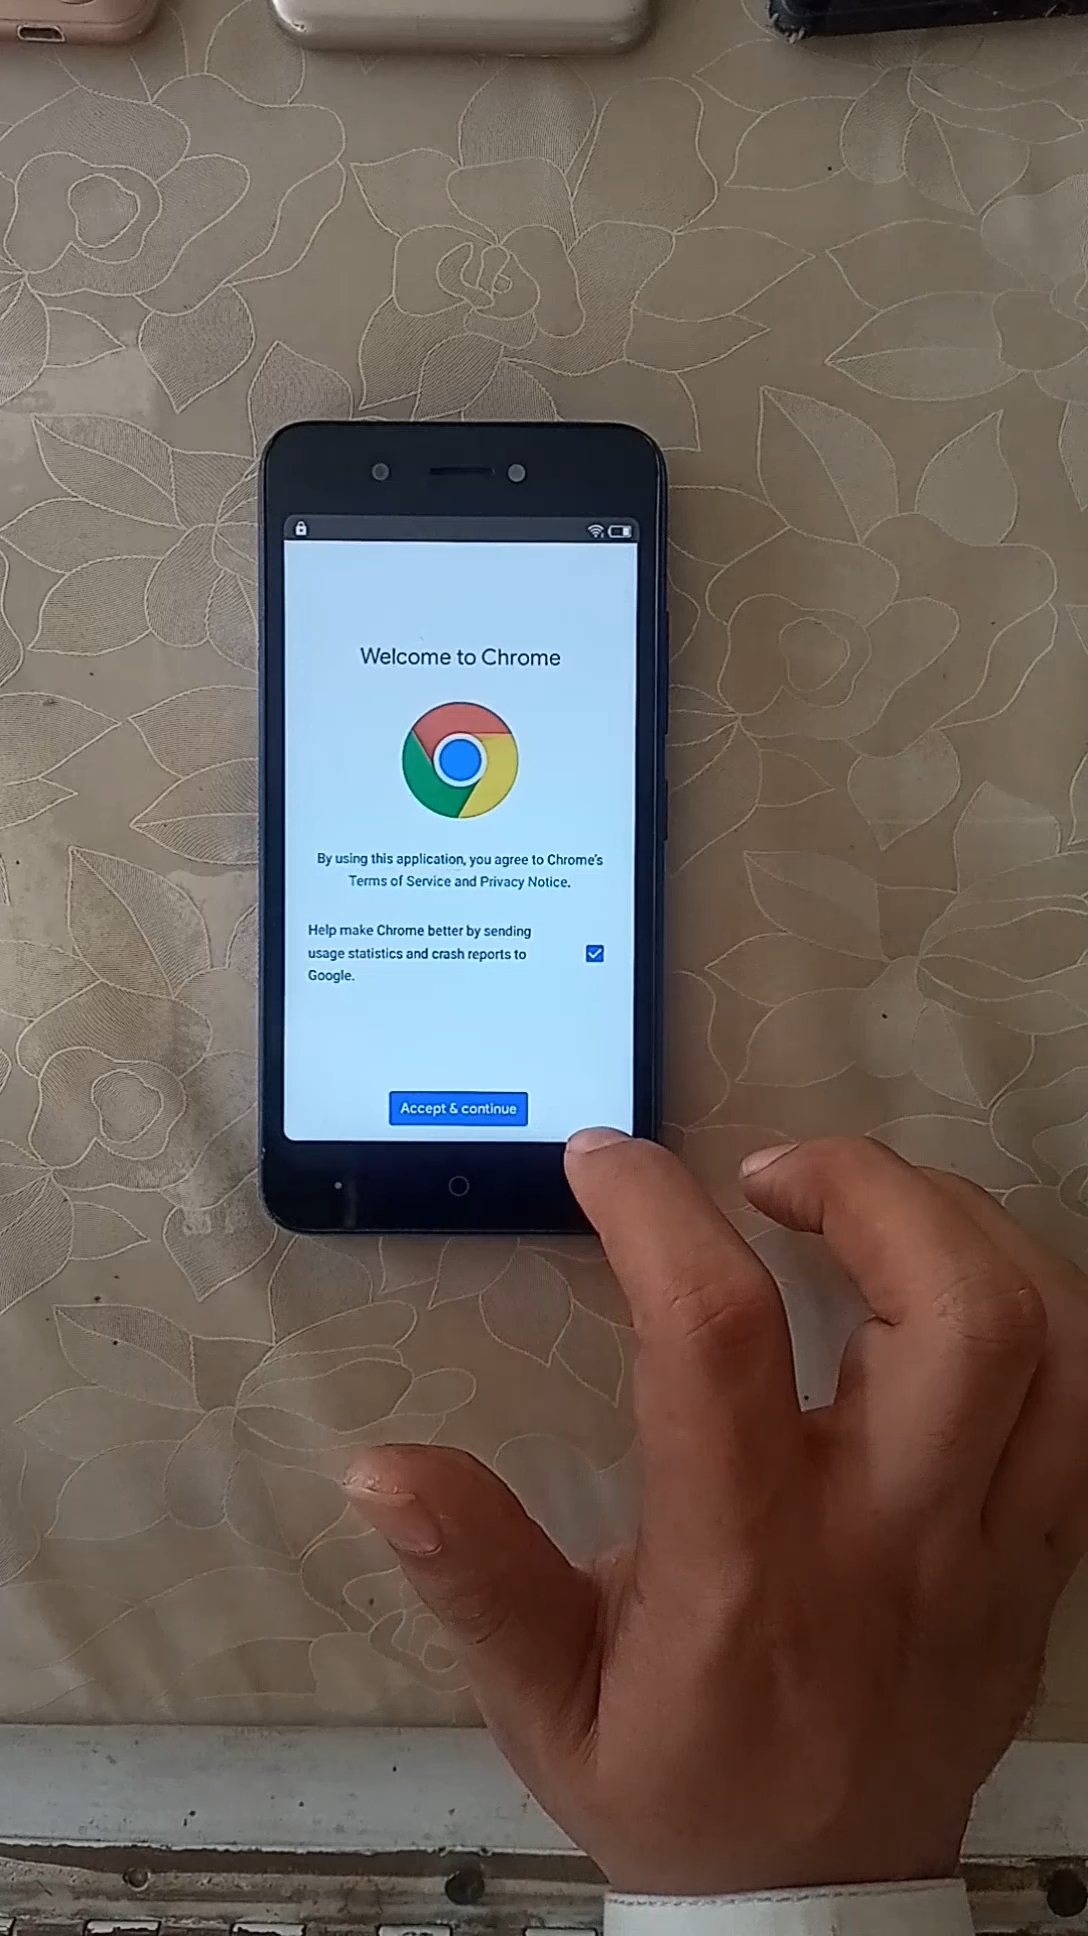 Welcome to Chrome
By using this application, you agree to Chrome's
Terms of Service and Privacy Notice.
Help make Chrome better by sending
usage statistics and crash reports to
Google.
Accept & continue